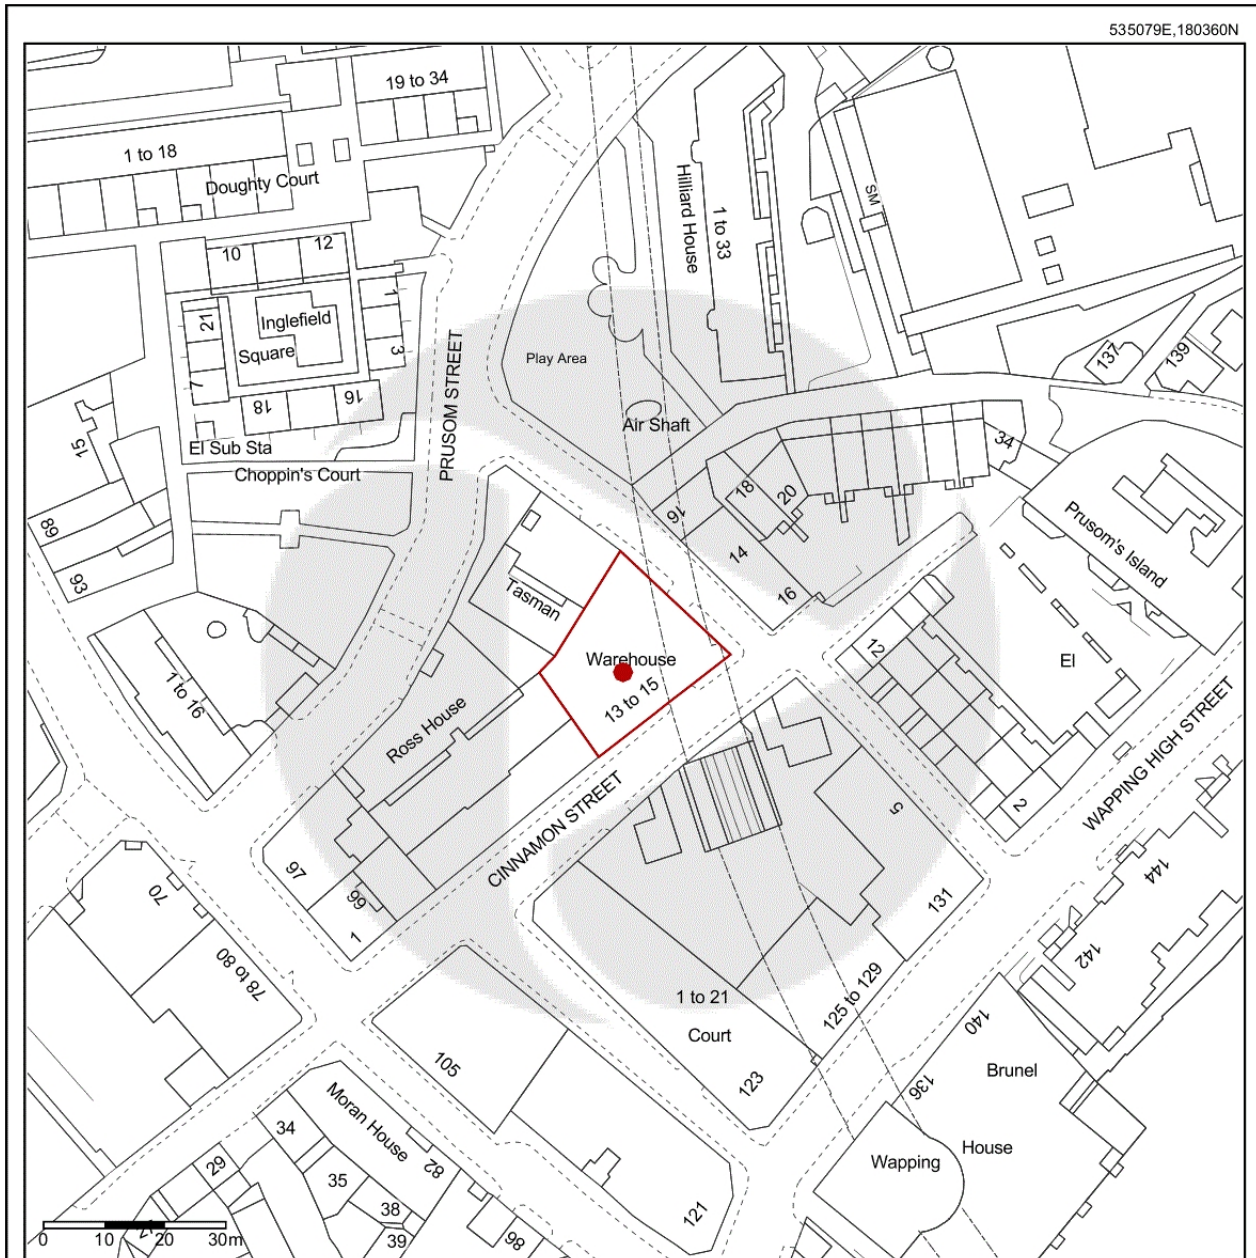 535079E,180360N
19 to 34
1 to 18
Doughty Court
10
12
1
21
Inglefield
Square
3
7
18
16
El Sub Sta
Choppin's Court
15
89
93
PRUSOM STREET
Hilliard House
1 to 33
SM
Play Area
Air Shaft
137
139
34
18
20
16
14
16
Prusom's Island
El
12
2
WAPPING HIGH STREET
Tasman
Warehouse
13 to 15
Ross House
1 to 16
CINNAMON STREET
97
99
1
5
131
144
142
140
136
125 to 129
1 to 21
Court
123
Brunel
House
Wapping
70
78 to 80
105
Moran House
82
34
29
35
38
39
27
98
121
0
10
20
30m